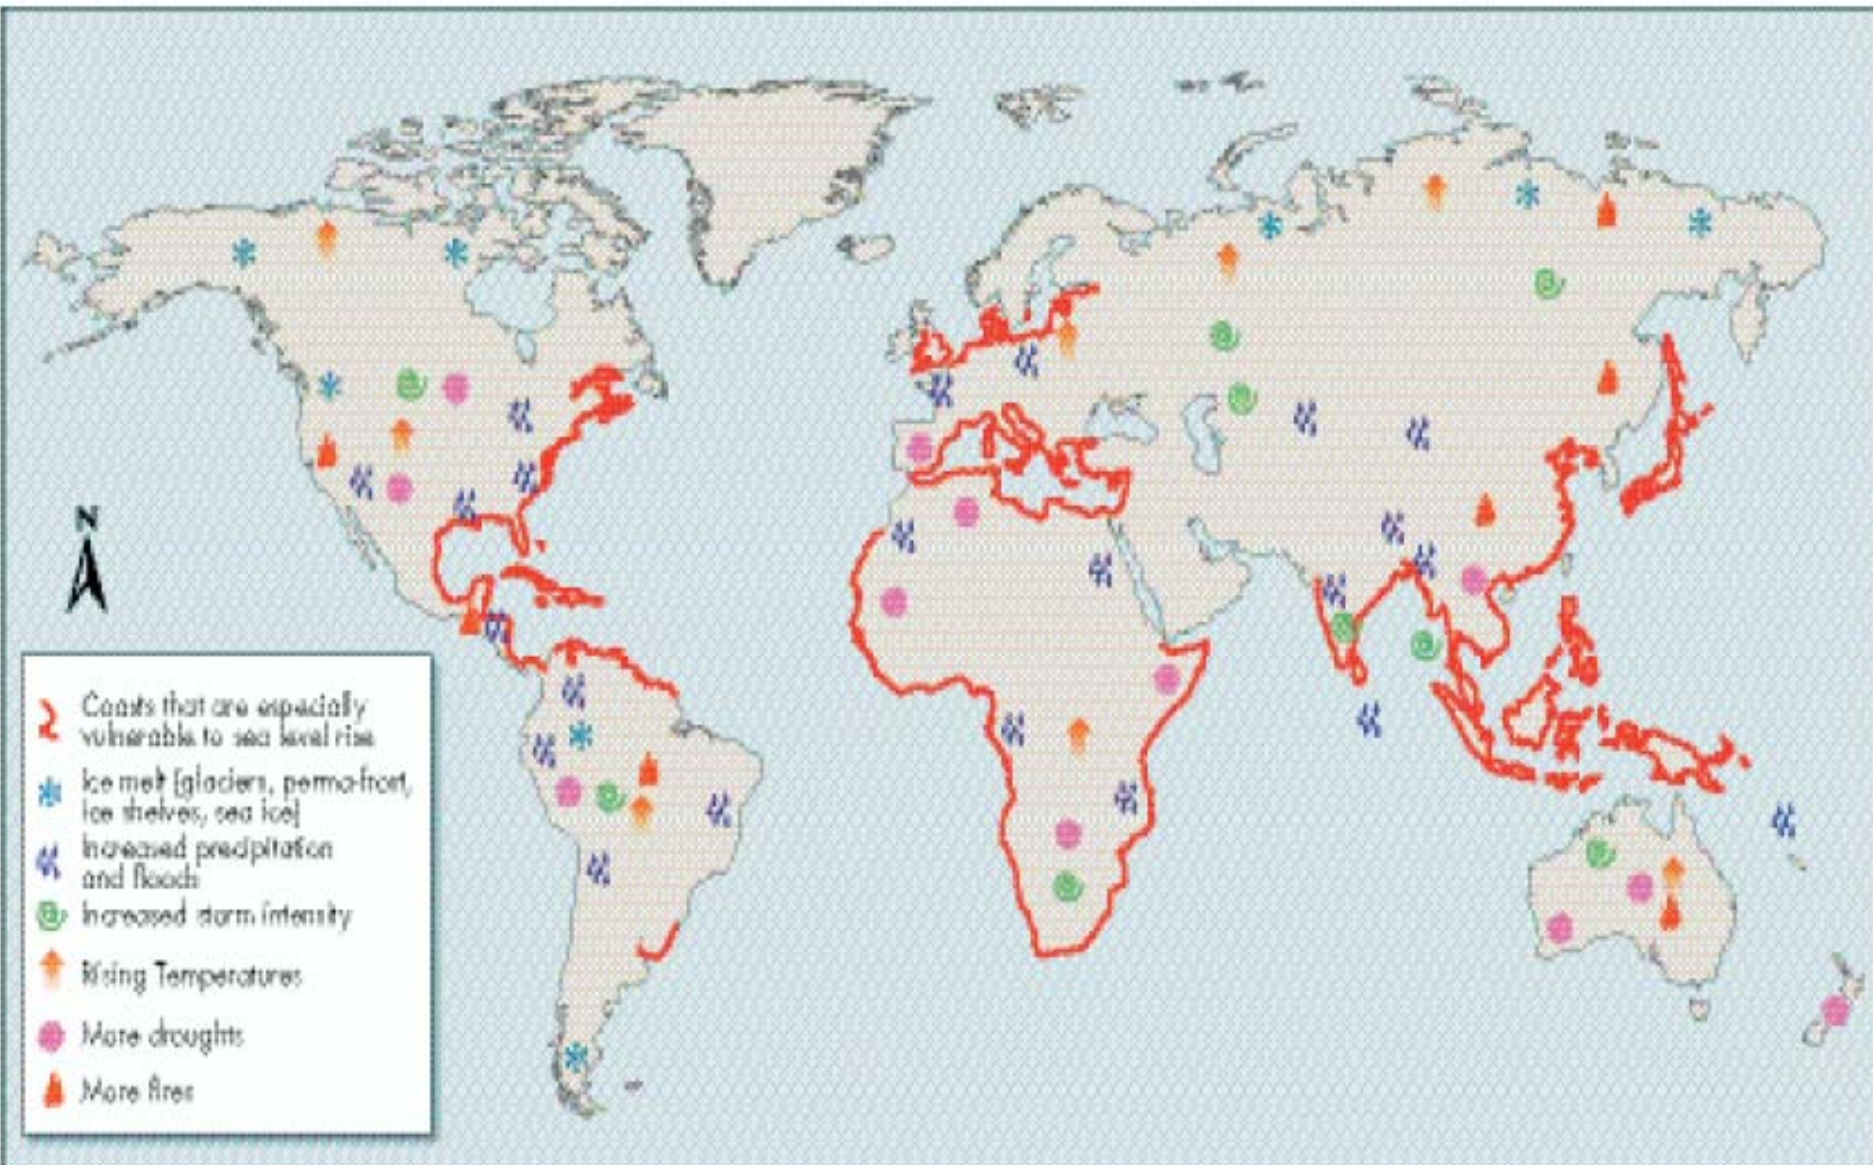 N
Coasts that are especially
vulnerable to sea level rise
Ice melt (glaciers, perma-frost,
ice shelves, sea ice)
Increased precipitation
and floods
Increased storm intensity
Rising Temperatures
More droughts
More fires